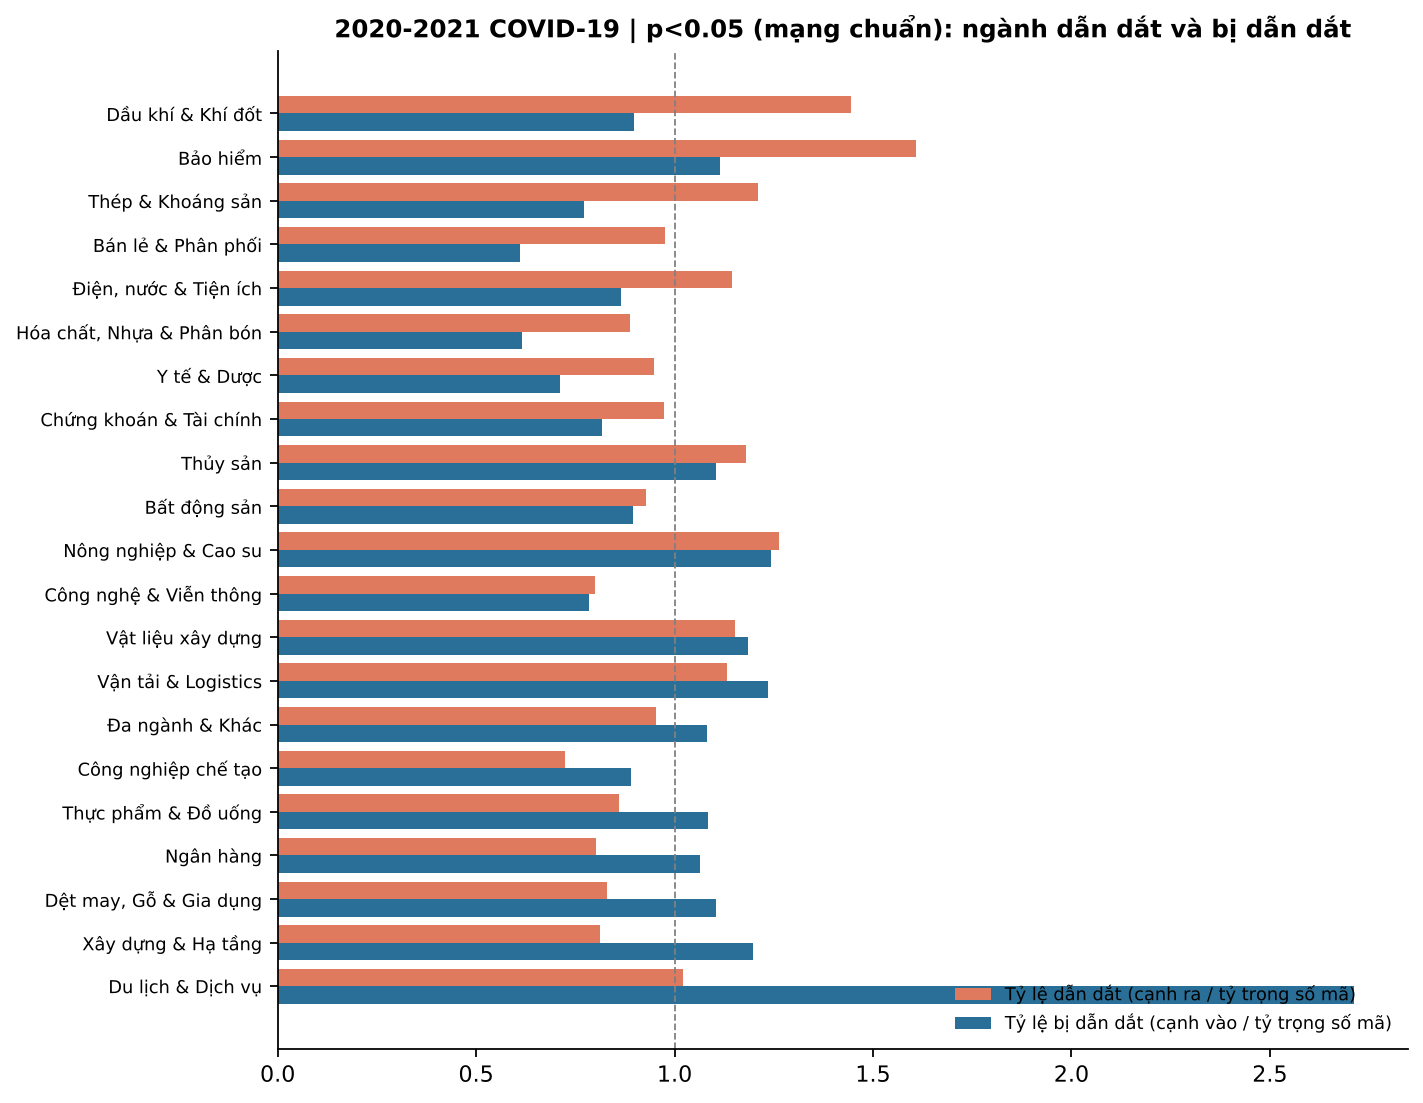 2020-2021 COVID-19 | p<0.05 (mạng chuẩn): ngành dẫn dắt và bị dẫn dắt
Dầu khí & Khí đốt
Bảo hiểm
Thép & Khoáng sản
Bán lẻ & Phân phối
Điện, nước & Tiện ích
Hóa chất, Nhựa & Phân bón
Y tế & Dược
Chứng khoán & Tài chính
Thủy sản
Bất động sản
Nông nghiệp & Cao su
Công nghệ & Viễn thông
Vật liệu xây dựng
Vận tải & Logistics
Đa ngành & Khác
Công nghiệp chế tạo
Thực phẩm & Đồ uống
Ngân hàng
Dệt may, Gỗ & Gia dụng
Xây dựng & Hạ tầng
Du lịch & Dịch vụ
Tỷ lệ dẫn dắt (cạnh ra / tỷ trọng số mã)
Tỷ lệ bị dẫn dắt (cạnh vào / tỷ trọng số mã)
0.0 0.5 1.0 1.5 2.0 2.5